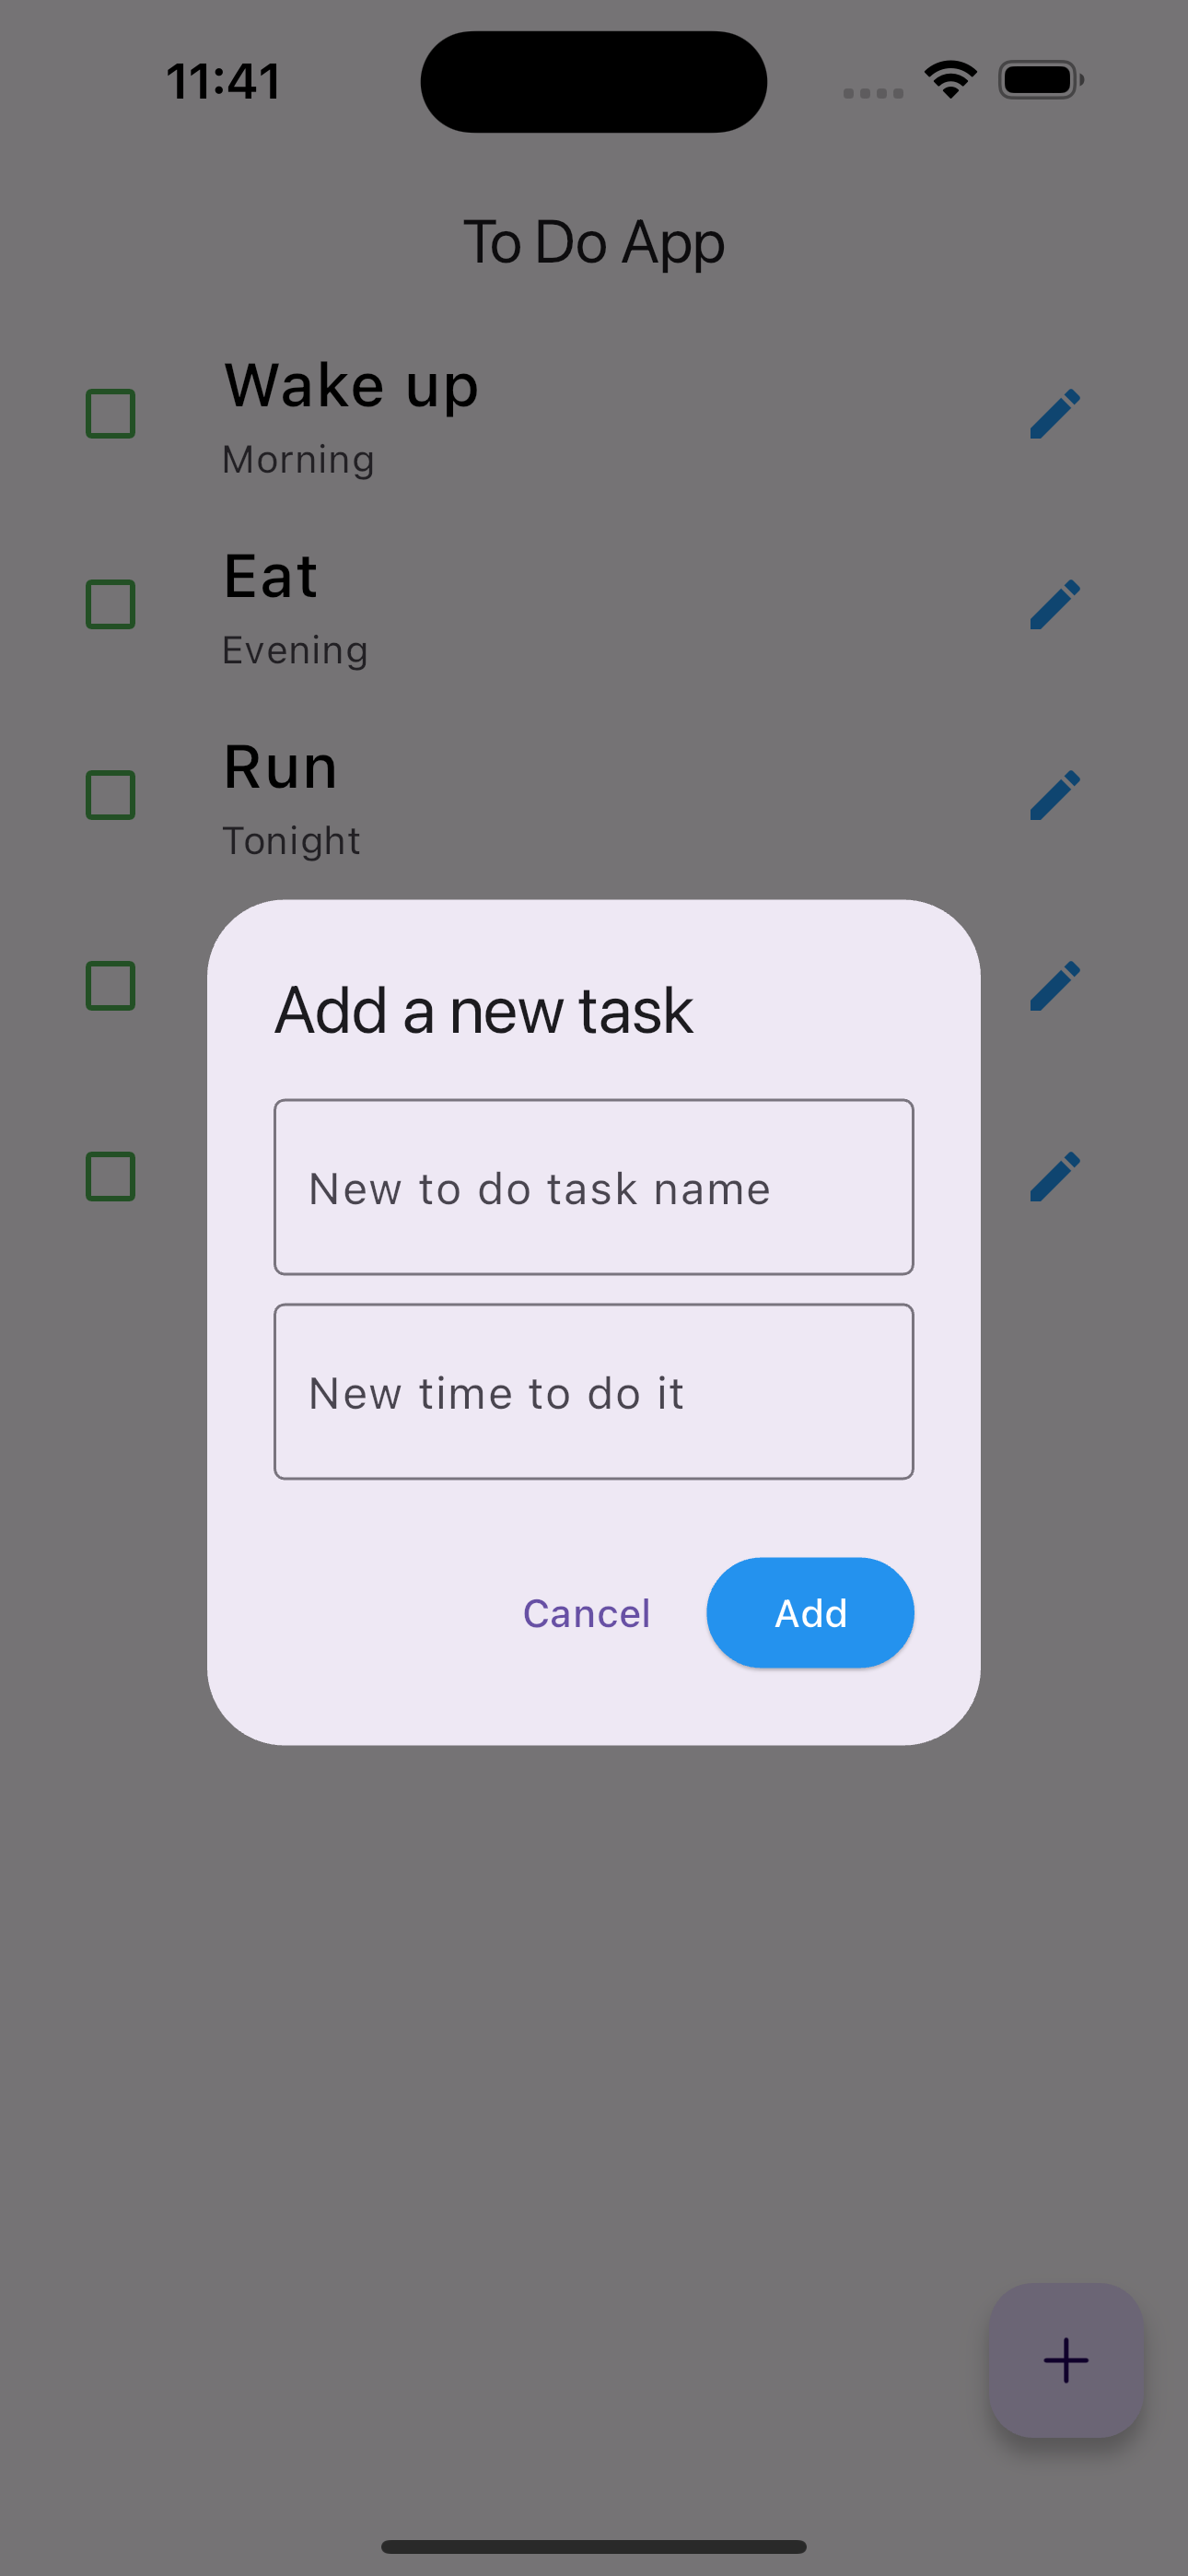 11:41
To Do App
Wake up
Morning
Eat
Evening
Run
Tonight
Add a new task
New to do task name
New time to do it
Cancel
Add